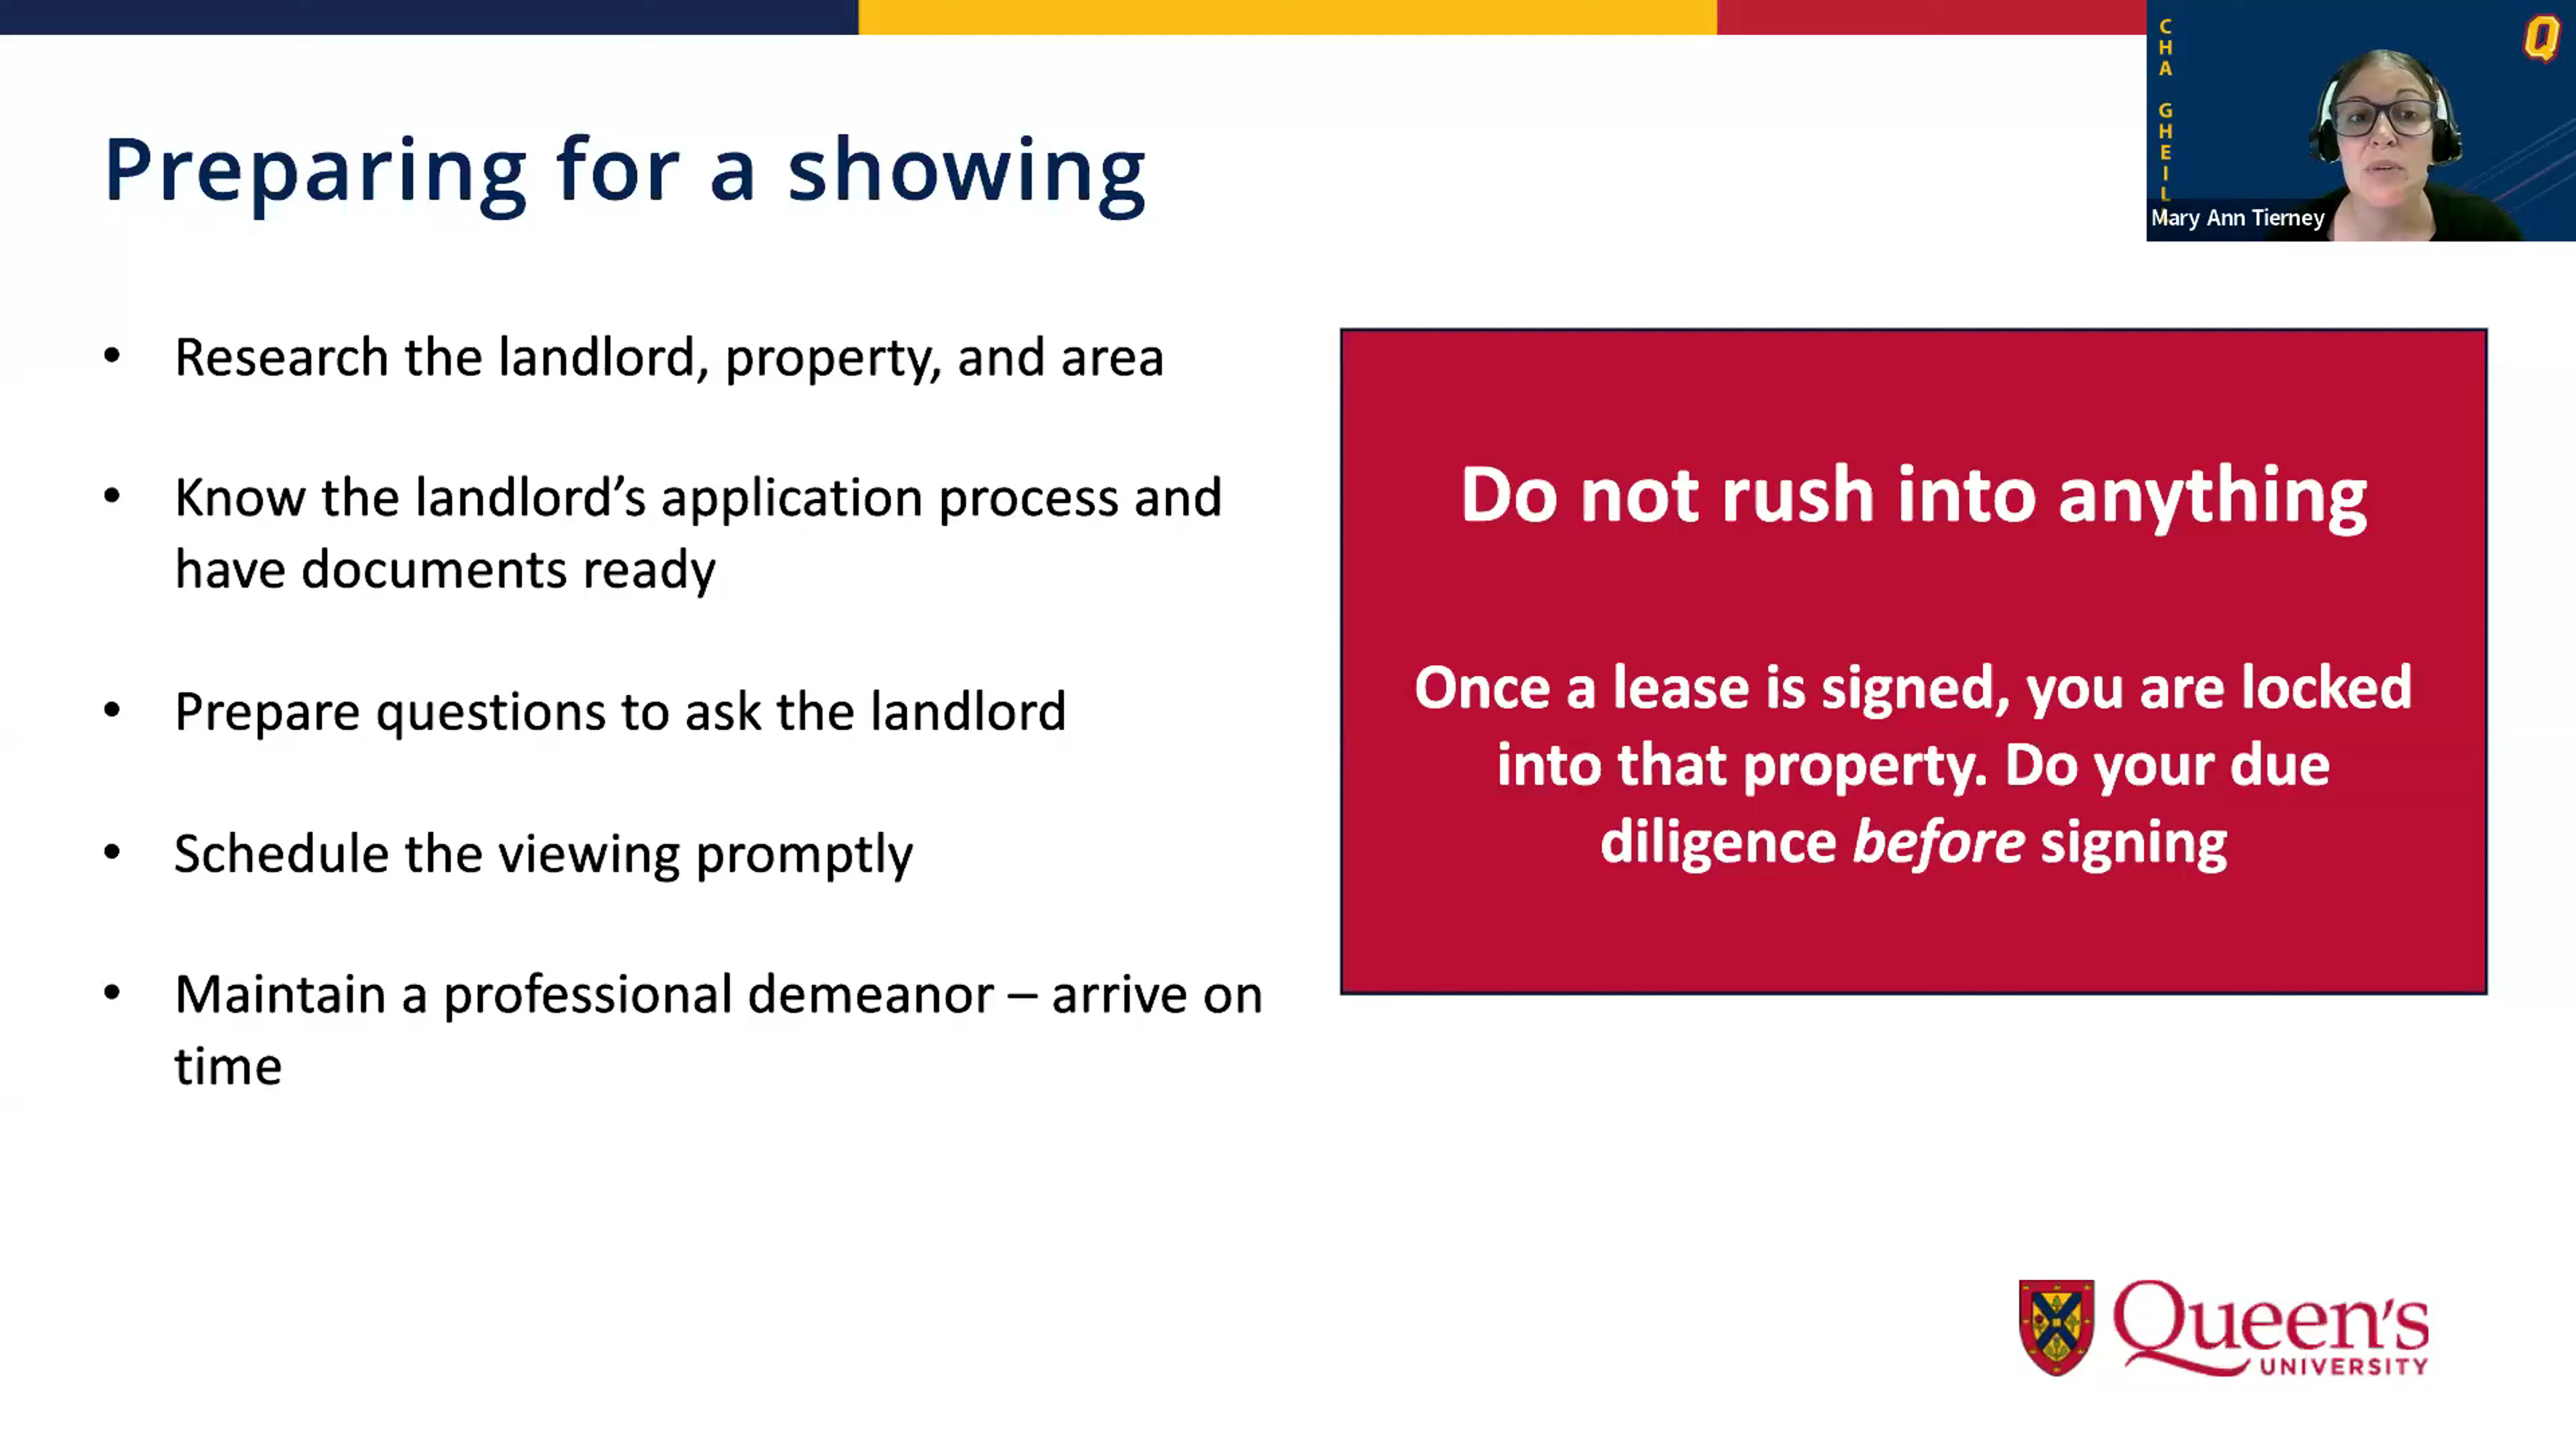 Preparing for a showing
• Research the landlord, property, and area
• Know the landlord’s application process and
have documents ready
• Prepare questions to ask the landlord
• Schedule the viewing promptly
• Maintain a professional demeanor – arrive on
time
Do not rush into anything
Once a lease is signed, you are locked
into that property. Do your due
diligence before signing
CHA GHEIL
Q
Mary Ann Tierney
Queen's
UNIVERSITY